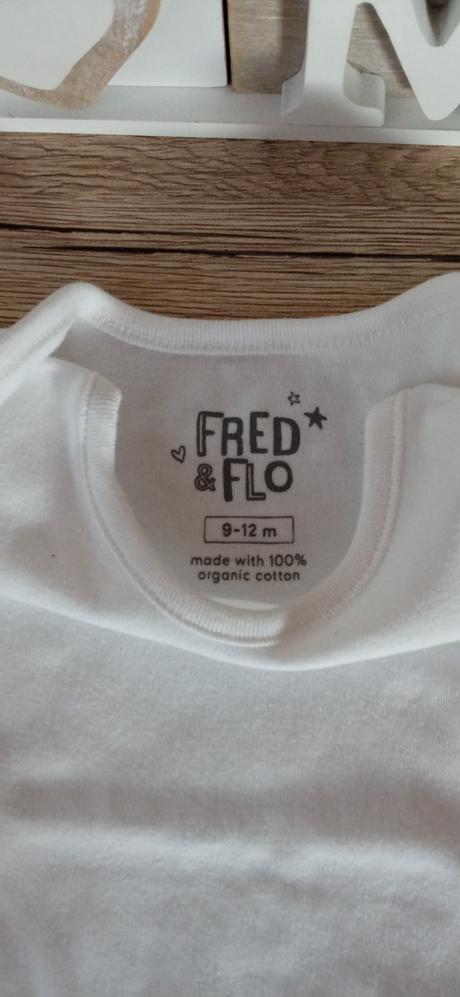 FRED
& FLO
9-12 m
made with 100%
organic cotton